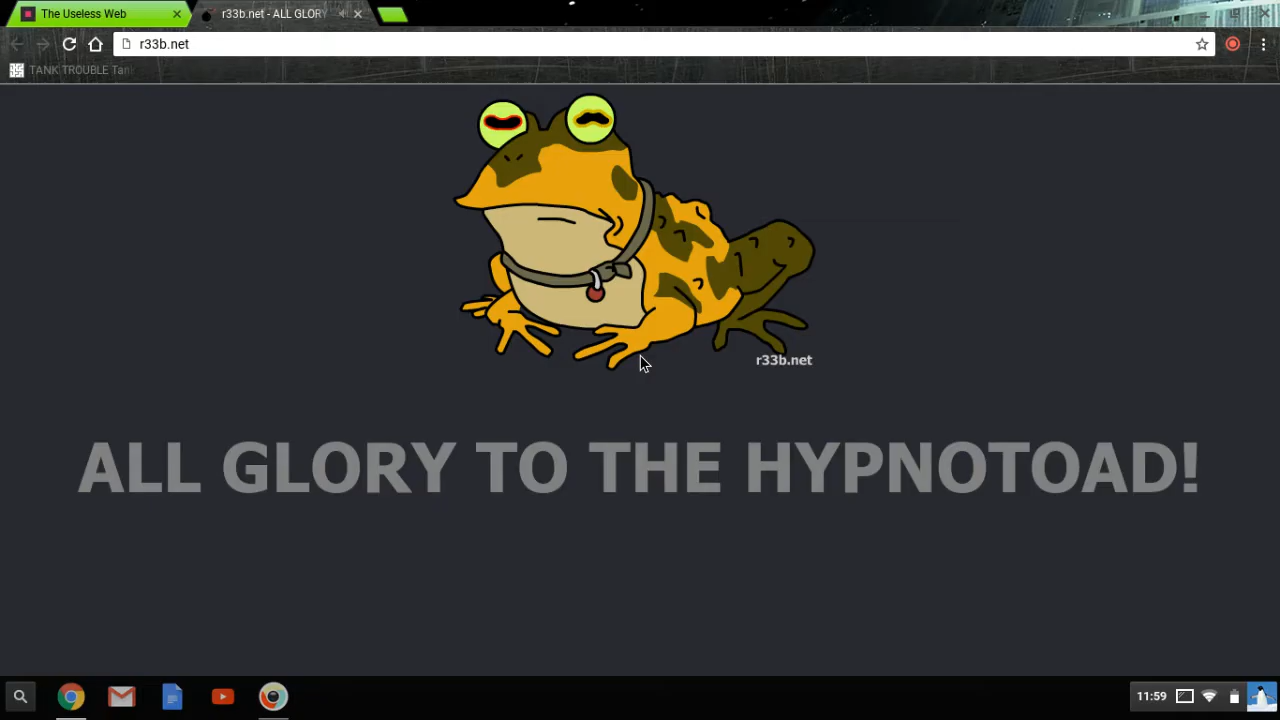 The Useless Web
r33b.net - ALL GLORY
r33b.net
TANK TROUBLE Tank
r33b.net
ALL GLORY TO THE HYPNOTOAD!
11:59